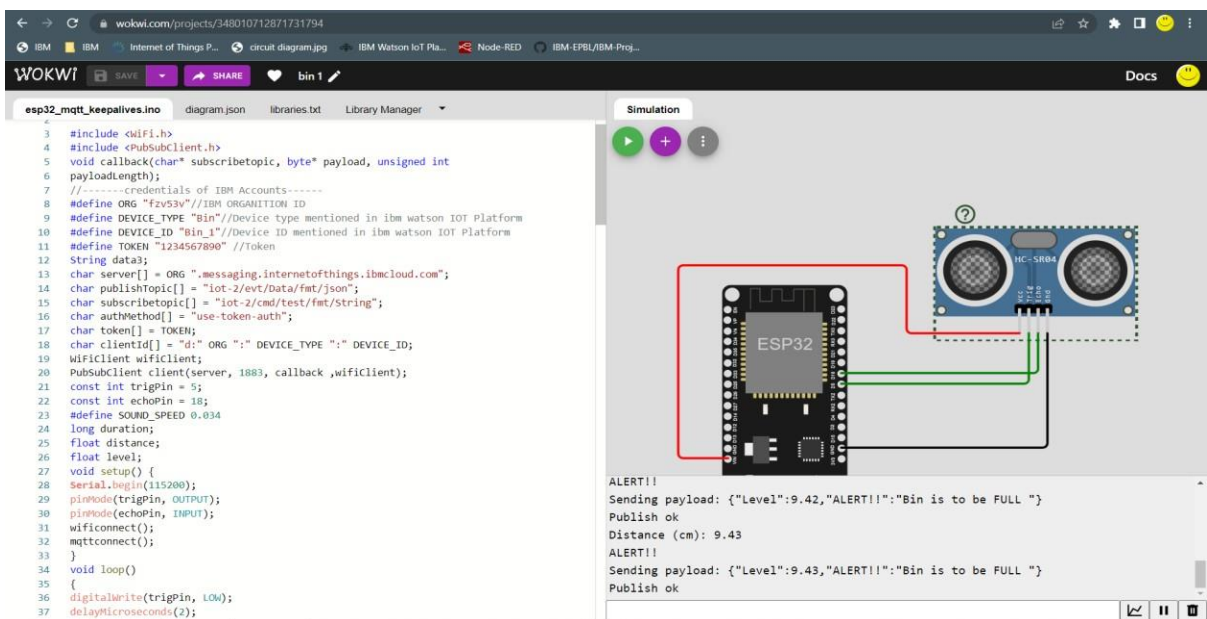 wokwi.com/projects/348010712871731794
IBM IBM Internet of Things P... circuit diagram.jpg IBM Watson IoT Pla... Node-RED IBM-EPBL/IBM-Proj...
WOKWI SAVE SHARE bin 1 Docs
esp32_mqtt_keepalives.ino diagram.json libraries.txt Library Manager
Simulation
2
3 #include <WiFi.h>
4 #include <PubSubClient.h>
5 void callback(char* subscribetopic, byte* payload, unsigned int
6 payloadLength);
7 //-------credentials of IBM Accounts------
8 #define ORG "fzv53v"//IBM ORGANITION ID
9 #define DEVICE_TYPE "Bin"//Device type mentioned in ibm watson IOT Platform
10 #define DEVICE_ID "Bin_1"//Device ID mentioned in ibm watson IOT Platform
11 #define TOKEN "1234567890" //Token
12 String data3;
13 char server[] = ORG ".messaging.internetofthings.ibmcloud.com";
14 char publishTopic[] = "iot-2/evt/Data/fmt/json";
15 char subscribetopic[] = "iot-2/cmd/test/fmt/String";
16 char authMethod[] = "use-token-auth";
17 char token[] = TOKEN;
18 char clientId[] = "d:" ORG ":" DEVICE_TYPE ":" DEVICE_ID;
19 WiFiClient wifiClient;
20 PubSubClient client(server, 1883, callback ,wifiClient);
21 const int trigPin = 5;
22 const int echoPin = 18;
23 #define SOUND_SPEED 0.034
24 long duration;
25 float distance;
26 float level;
27 void setup() {
28 Serial.begin(115200);
29 pinMode(trigPin, OUTPUT);
30 pinMode(echoPin, INPUT);
31 wificonnect();
32 mqttconnect();
33 }
34 void loop()
35 {
36 digitalWrite(trigPin, LOW);
37 delayMicroseconds(2);
?
HC-SR04
Vcc Trig Echo Gnd
ESP32
ALERT!!
Sending payload: {"Level":9.42,"ALERT!!":"Bin is to be FULL "}
Publish ok
Distance (cm): 9.43
ALERT!!
Sending payload: {"Level":9.43,"ALERT!!":"Bin is to be FULL "}
Publish ok